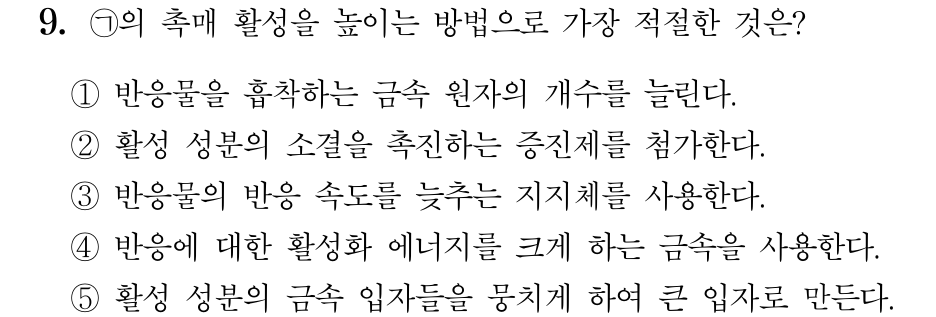 9. ㉠의 촉매 활성을 높이는 방법으로 가장 적절한 것은?
① 반응물을 흡착하는 금속 원자의 개수를 늘린다.
② 활성 성분의 소결을 촉진하는 증진제를 첨가한다.
③ 반응물의 반응 속도를 늦추는 지지체를 사용한다.
④ 반응에 대한 활성화 에너지를 크게 하는 금속을 사용한다.
⑤ 활성 성분의 금속 입자들을 뭉치게 하여 큰 입자로 만든다.